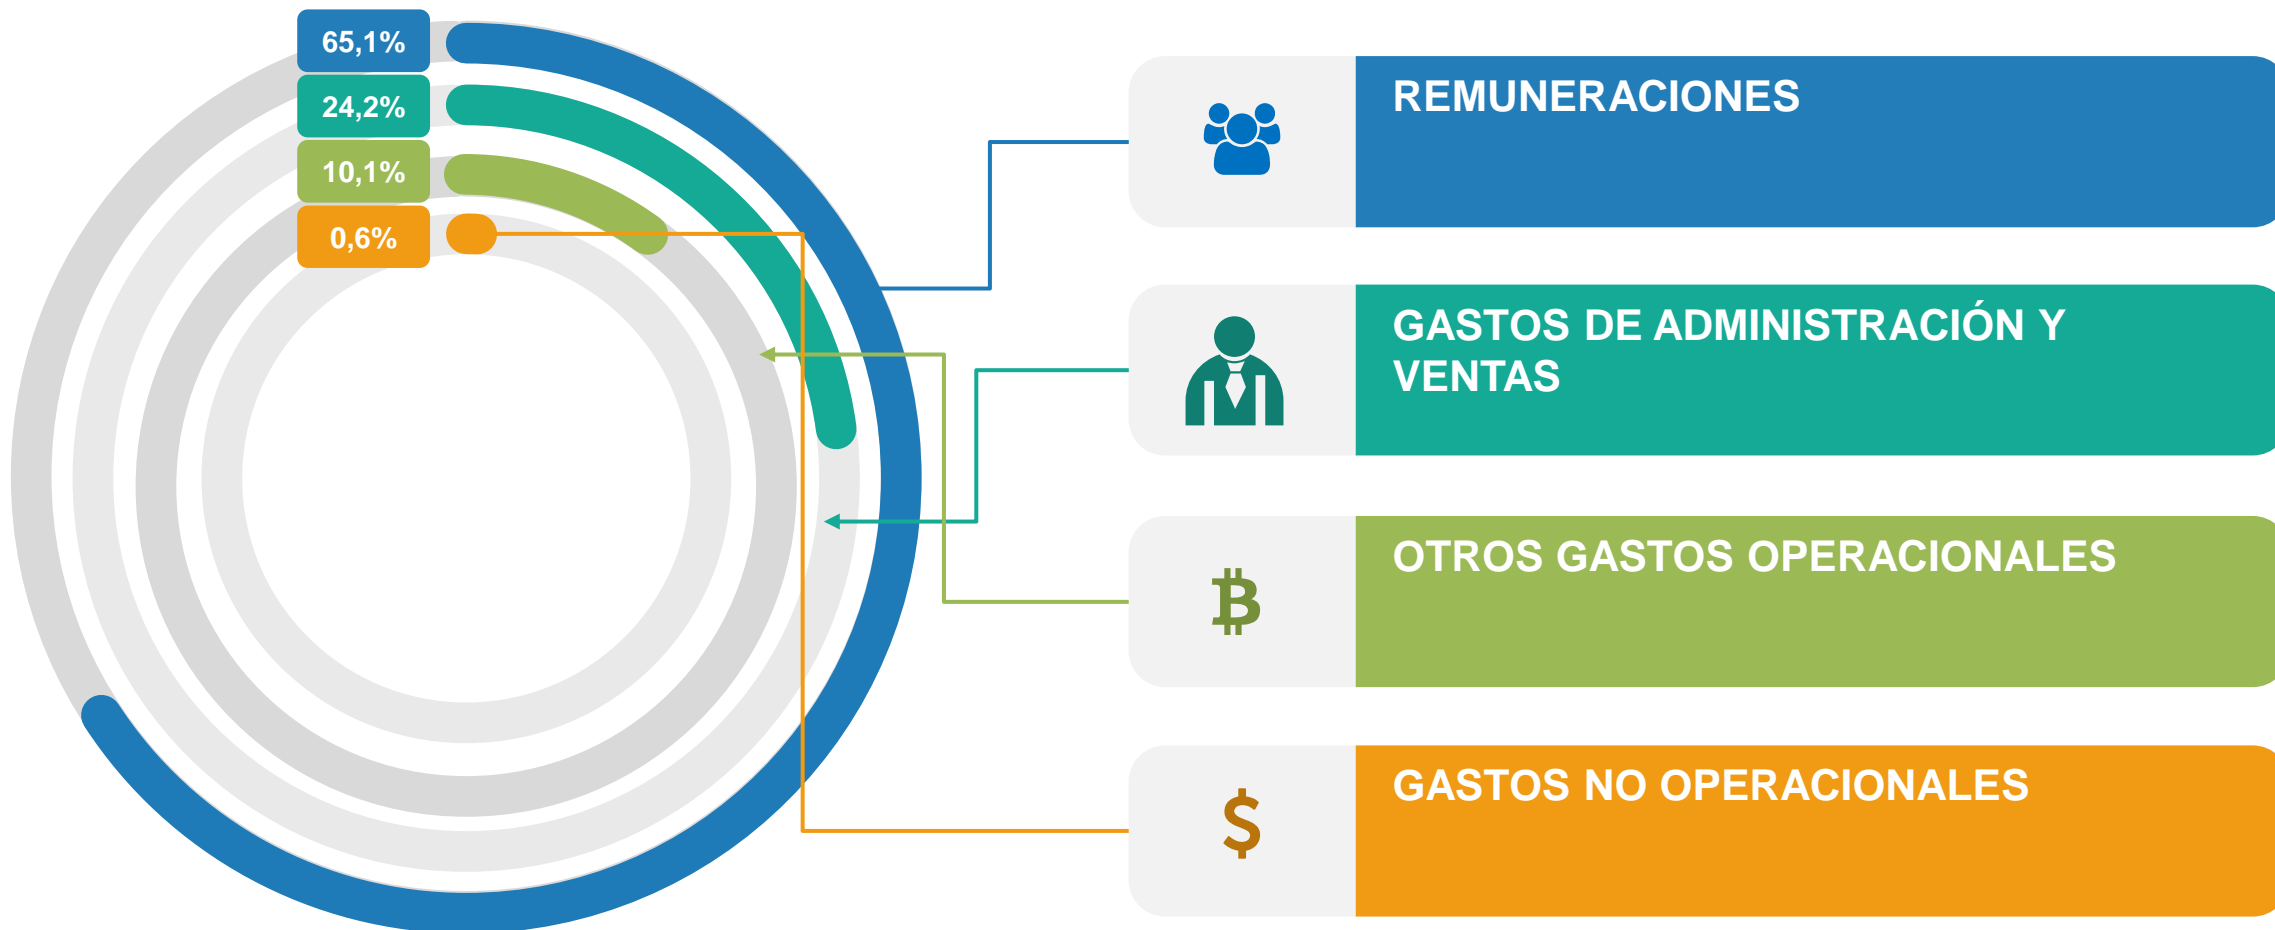 65,1%
24,2%
10,1%
0,6%
REMUNERACIONES
GASTOS DE ADMINISTRACIÓN Y
VENTAS
OTROS GASTOS OPERACIONALES
GASTOS NO OPERACIONALES